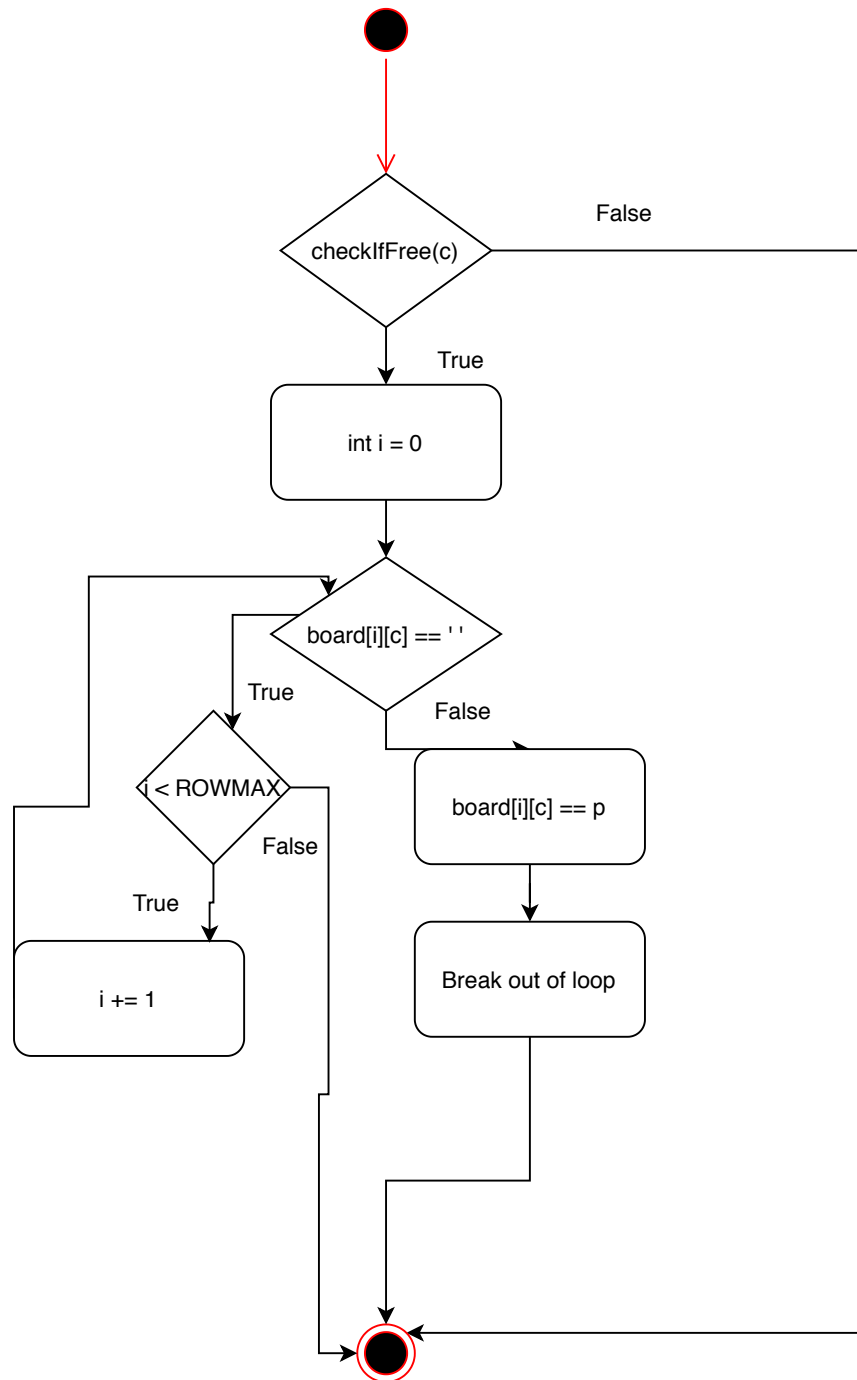 False
checkIfFree(c)
True
int i = 0
board[i][c] == ' '
True
False
i < ROWMAX
board[i][c] == p
False
True
Break out of loop
i += 1